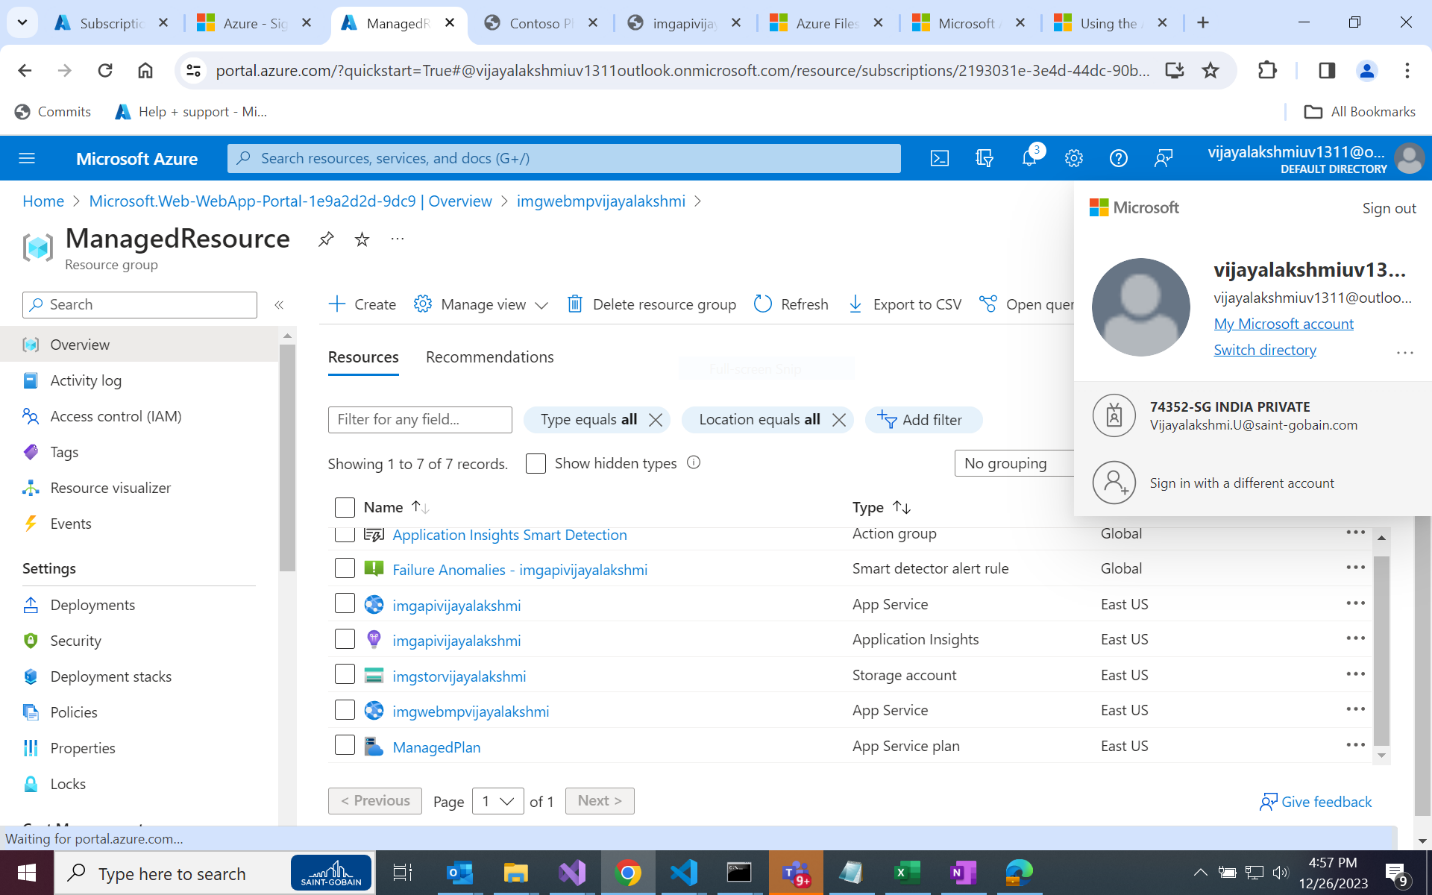 Subscriptio
Azure - Sig
ManagedR
Contoso P
imgapivijay
Azure Files
Microsoft
Using the
portal.azure.com/?quickstart=True#@vijayalakshmiuv1311outlook.onmicrosoft.com/resource/subscriptions/2193031e-3e4d-44dc-90b...
Commits
Help + support - Mi...
All Bookmarks
Microsoft Azure
Search resources, services, and docs (G+/)
3
vijayalakshmiuv1311@o...
DEFAULT DIRECTORY
Home > Microsoft.Web-WebApp-Portal-1e9a2d2d-9dc9 | Overview > imgwebmpvijayalakshmi >
ManagedResource
Resource group
Microsoft
Sign out
vijayalakshmiuv13...
vijayalakshmiuv1311@outloo...
My Microsoft account
Switch directory
74352-SG INDIA PRIVATE
Vijayalakshmi.U@saint-gobain.com
Sign in with a different account
Search
Overview
Activity log
Access control (IAM)
Tags
Resource visualizer
Events
Settings
Deployments
Security
Deployment stacks
Policies
Properties
Locks
Create
Manage view
Delete resource group
Refresh
Export to CSV
Open quer
Resources
Recommendations
Full-screen Snip
Filter for any field...
Type equals all
Location equals all
Add filter
Showing 1 to 7 of 7 records.
Show hidden types
No grouping
Name
Type
Application Insights Smart Detection Action group Global
Failure Anomalies - imgapivijayalakshmi Smart detector alert rule Global
imgapivijayalakshmi App Service East US
imgapivijayalakshmi Application Insights East US
imgstorvijayalakshmi Storage account East US
imgwebmpvijayalakshmi App Service East US
ManagedPlan App Service plan East US
< Previous
Page 1 of 1
Next >
Give feedback
Waiting for portal.azure.com...
Type here to search
SAINT-GOBAIN
9+
4:57 PM
12/26/2023
9